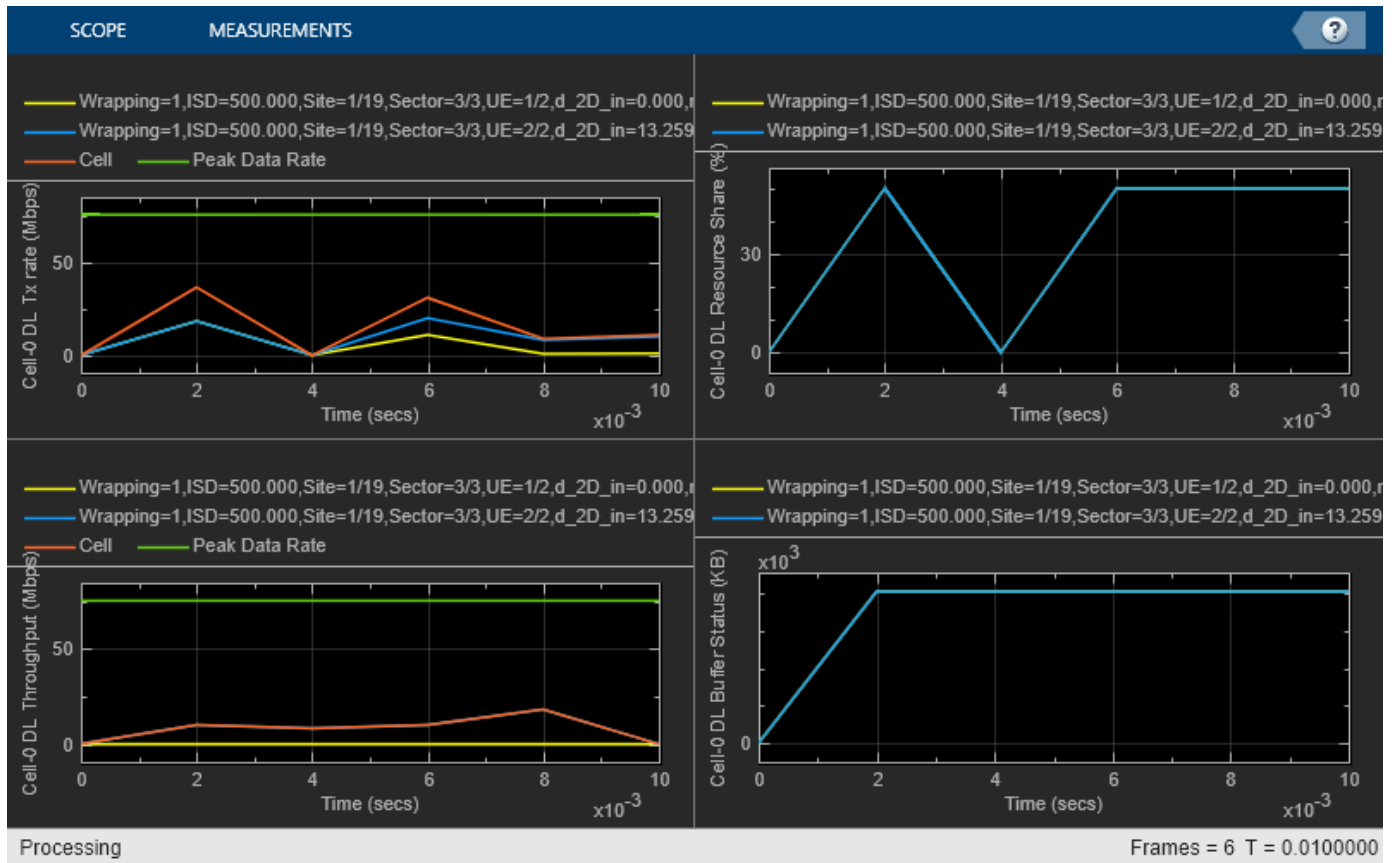 SCOPE MEASUREMENTS ?
Wrapping=1,ISD=500.000,Site=1/19,Sector=3/3,UE=1/2,d_2D_in=0.000,r
Wrapping=1,ISD=500.000,Site=1/19,Sector=3/3,UE=2/2,d_2D_in=13.259
Cell Peak Data Rate
Cell-0 DL Tx rate (Mbps)
50
0
0 2 4 6 8 10
Time (secs)
x10-3
Wrapping=1,ISD=500.000,Site=1/19,Sector=3/3,UE=1/2,d_2D_in=0.000,r
Wrapping=1,ISD=500.000,Site=1/19,Sector=3/3,UE=2/2,d_2D_in=13.259
Cell-0 DL Resource Share (%)
30
0
0 2 4 6 8 10
Time (secs)
x10-3
Wrapping=1,ISD=500.000,Site=1/19,Sector=3/3,UE=1/2,d_2D_in=0.000,r
Wrapping=1,ISD=500.000,Site=1/19,Sector=3/3,UE=2/2,d_2D_in=13.259
Cell Peak Data Rate
Cell-0 DL Throughput (Mbps)
50
0
0 2 4 6 8 10
Time (secs)
x10-3
Wrapping=1,ISD=500.000,Site=1/19,Sector=3/3,UE=1/2,d_2D_in=0.000,r
Wrapping=1,ISD=500.000,Site=1/19,Sector=3/3,UE=2/2,d_2D_in=13.259
x103
Cell-0 DL Buffer Status (KB)
0
0 2 4 6 8 10
Time (secs)
x10-3
Processing
Frames = 6 T = 0.0100000